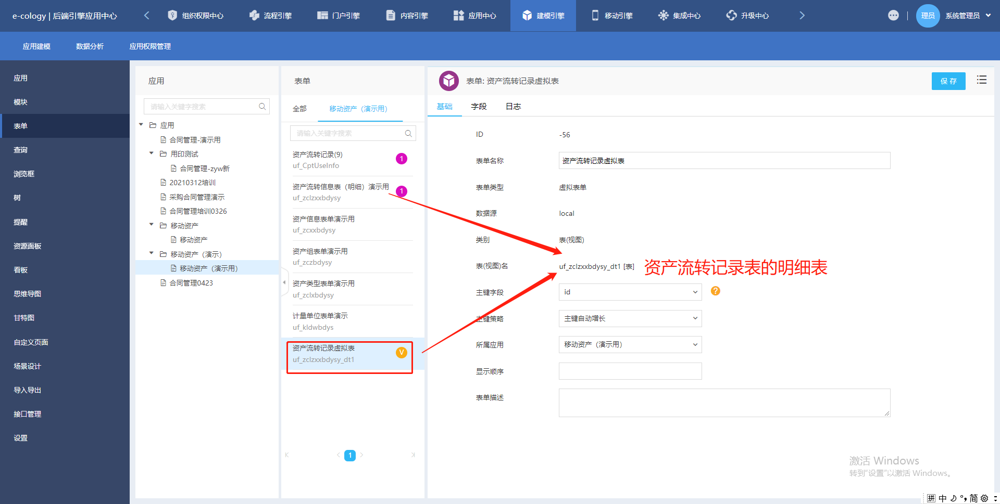 e-cology | 后端引擎应用中心
组织权限中心
流程引擎
门户引擎
内容引擎
应用中心
建模引擎
移动引擎
集成中心
升级中心
理员
系统管理员
应用建模
数据分析
应用权限管理
应用
模块
表单
查询
浏览框
树
提醒
资源面板
看板
思维导图
甘特图
自定义页面
场景设计
导入导出
接口管理
设置
应用
请输入关键字搜索
应用
合同管理-演示用
用印测试
合同管理-zyw新
20210312培训
采购合同管理演示
合同管理培训0326
移动资产
移动资产
移动资产（演示）
移动资产（演示用）
合同管理0423
表单
全部
移动资产（演示用）
请输入关键字搜索
资产流转记录(9)
uf_CptUseInfo
1
资产流转信息表（明细）演示用
uf_zclzxxbdysy
1
资产信息表单演示用
uf_zcxxbdysy
资产组表单演示用
uf_zczbdysy
资产类型表单演示用
uf_zclxbdysy
计量单位表单演示
uf_kldwbdys
资产流转记录虚拟表
uf_zclzxxbdysy_dt1
V
1
表单: 资产流转记录虚拟表
保 存
基础
字段
日志
ID
-56
表单名称
资产流转记录虚拟表
表单类型
虚拟表单
数据源
local
类别
表(视图)
表(视图)名
uf_zclzxxbdysy_dt1 [表]
资产流转记录表的明细表
主键字段
id
?
主键策略
主键自动增长
所属应用
移动资产（演示用）
显示顺序
表单描述
激活 Windows
转到"设置"以激活 Windows。
拼 中 简